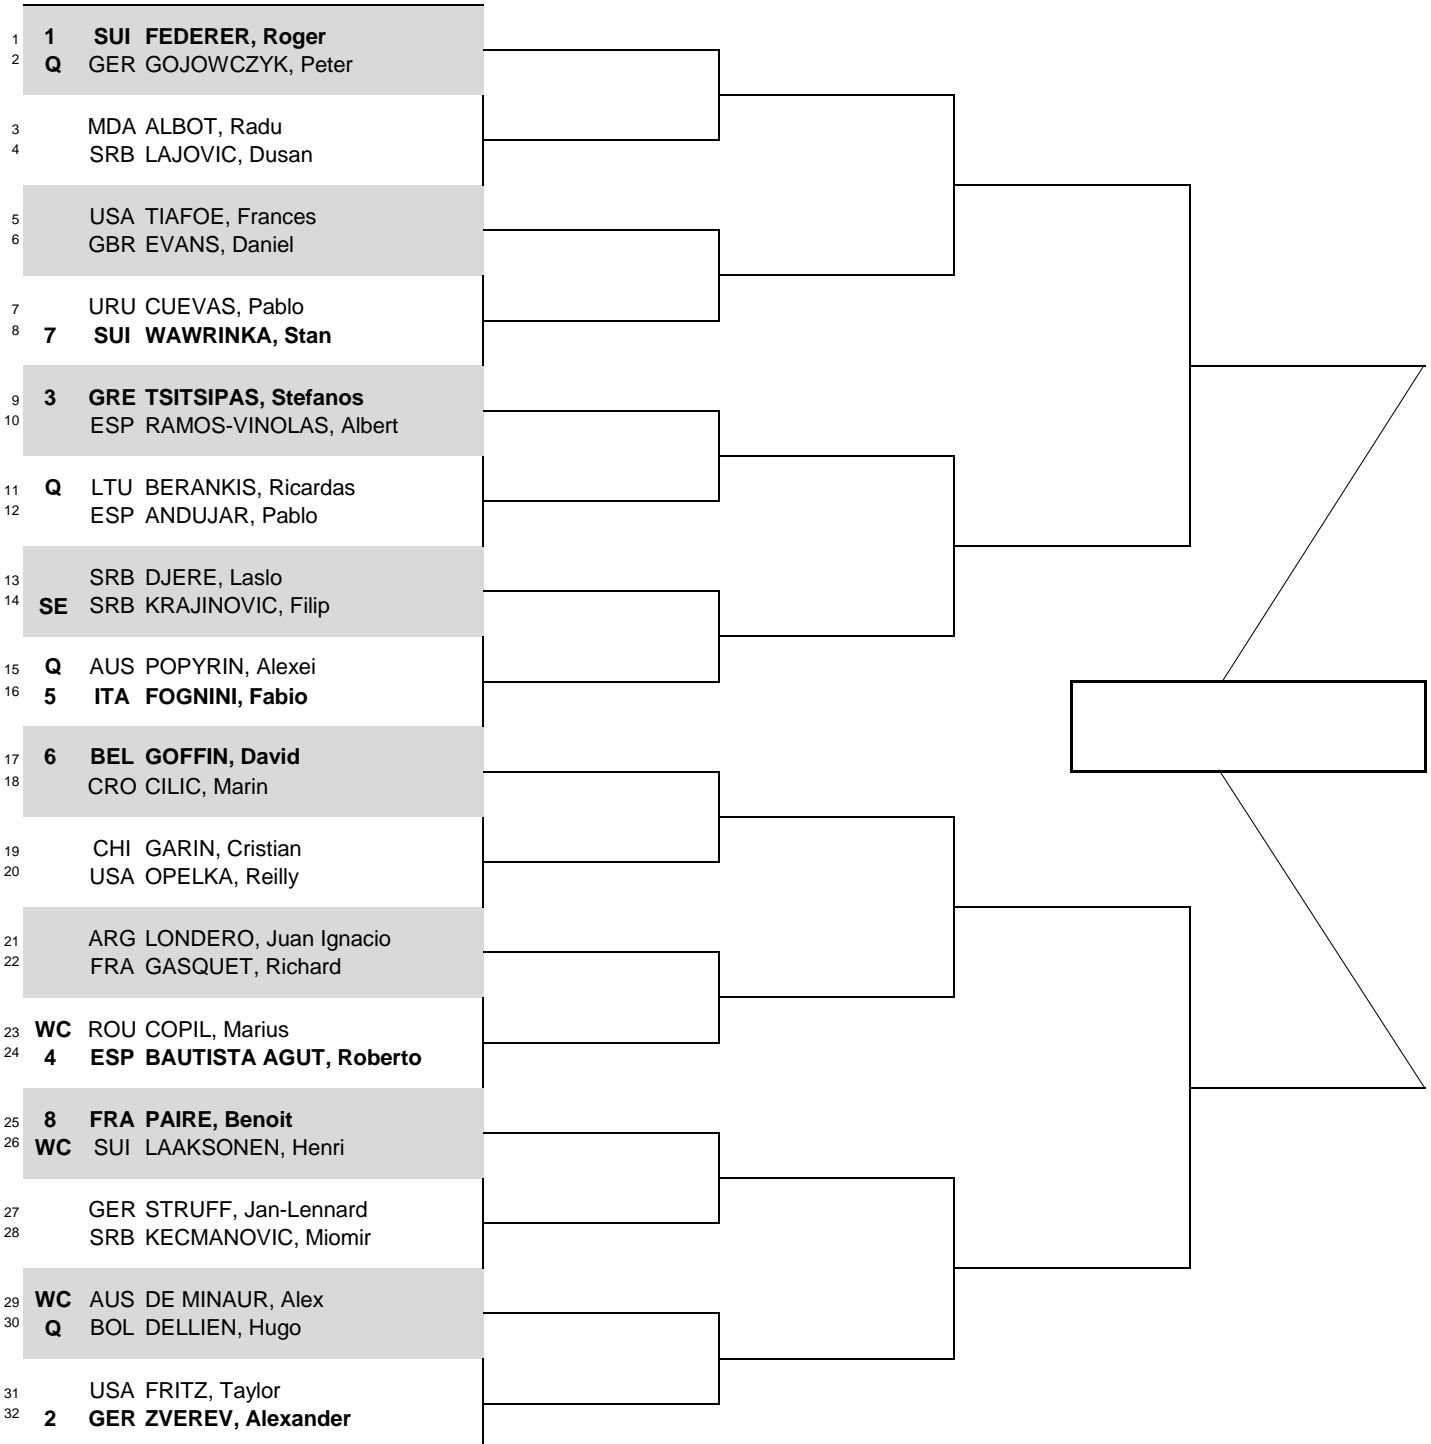 1 1 SUI FEDERER, Roger
2 Q GER GOJOWCZYK, Peter
3 MDA ALBOT, Radu
4 SRB LAJOVIC, Dusan
5 USA TIAFOE, Frances
6 GBR EVANS, Daniel
7 URU CUEVAS, Pablo
8 7 SUI WAWRINKA, Stan
9 3 GRE TSITSIPAS, Stefanos
10 ESP RAMOS-VINOLAS, Albert
11 Q LTU BERANKIS, Ricardas
12 ESP ANDUJAR, Pablo
13 SRB DJERE, Laslo
14 SE SRB KRAJINOVIC, Filip
15 Q AUS POPYRIN, Alexei
16 5 ITA FOGNINI, Fabio
17 6 BEL GOFFIN, David
18 CRO CILIC, Marin
19 CHI GARIN, Cristian
20 USA OPELKA, Reilly
21 ARG LONDERO, Juan Ignacio
22 FRA GASQUET, Richard
23 WC ROU COPIL, Marius
24 4 ESP BAUTISTA AGUT, Roberto
25 8 FRA PAIRE, Benoit
26 WC SUI LAAKSONEN, Henri
27 GER STRUFF, Jan-Lennard
28 SRB KECMANOVIC, Miomir
29 WC AUS DE MINAUR, Alex
30 Q BOL DELLIEN, Hugo
31 USA FRITZ, Taylor
32 2 GER ZVEREV, Alexander